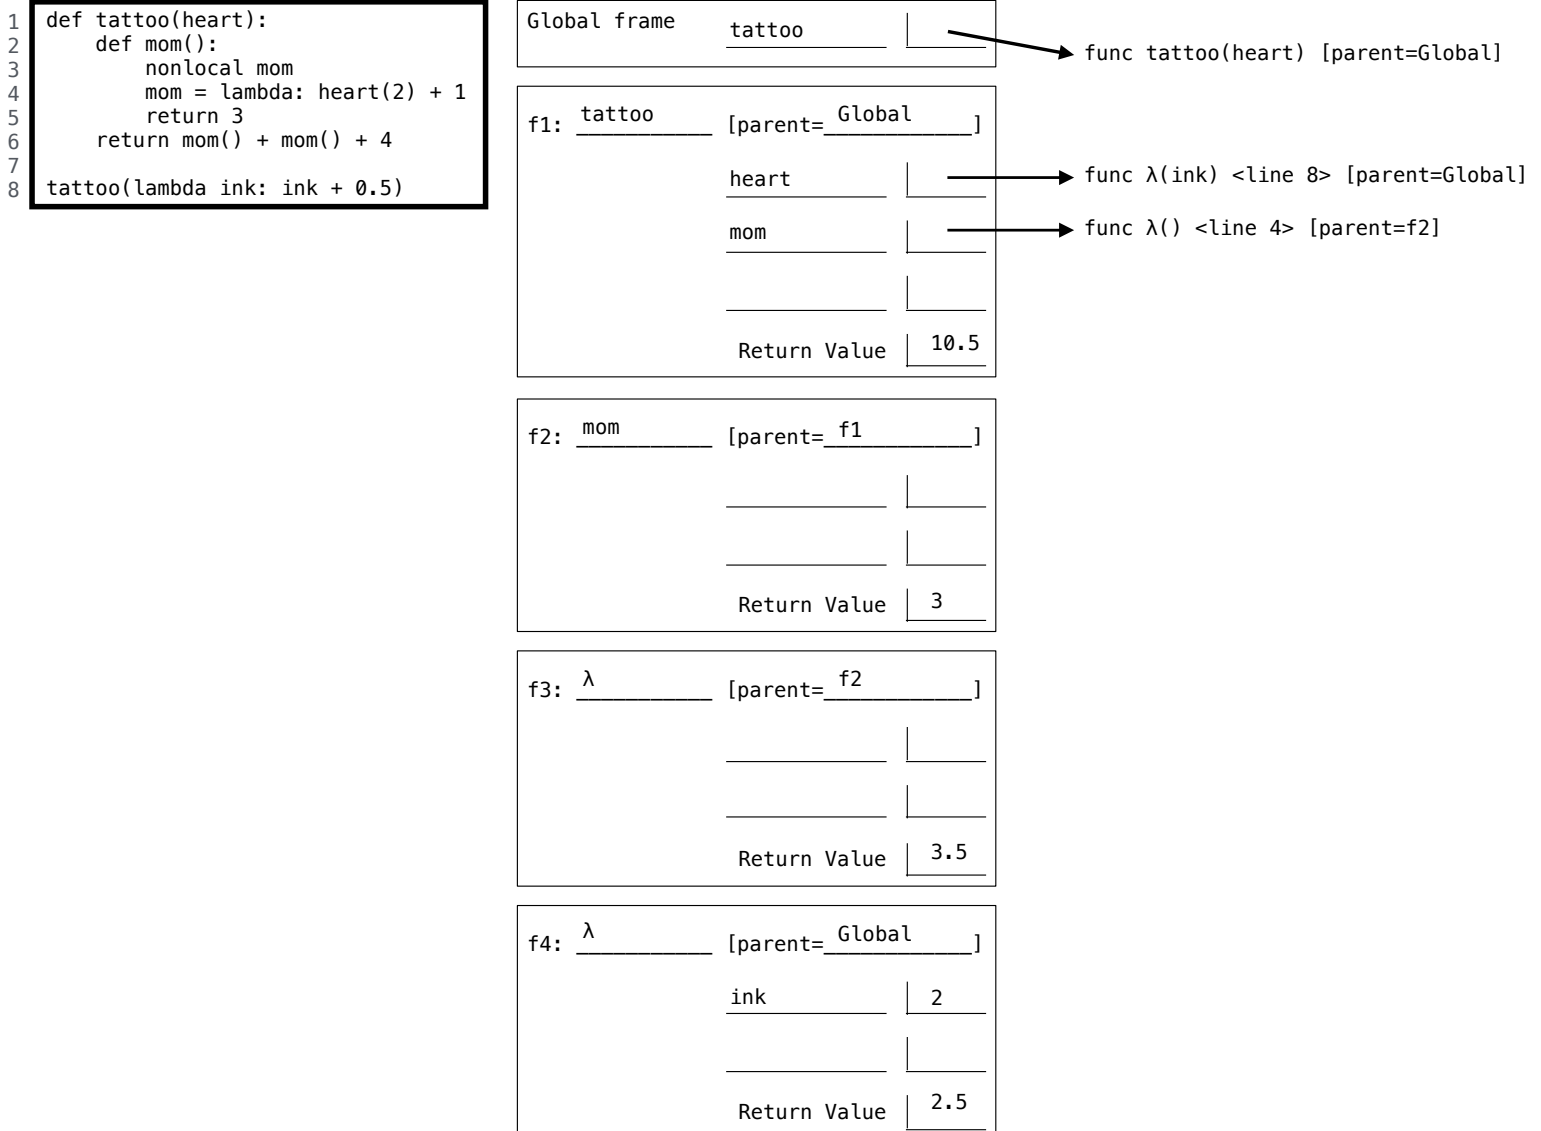 1 def tattoo(heart):
2     def mom():
3         nonlocal mom
4         mom = lambda: heart(2) + 1
5         return 3
6     return mom() + mom() + 4
7
8 tattoo(lambda ink: ink + 0.5)
Global frame tattoo
func tattoo(heart) [parent=Global]
f1: tattoo [parent=Global]
heart
func λ(ink) <line 8> [parent=Global]
mom
func λ() <line 4> [parent=f2]
Return Value 10.5
f2: mom [parent=f1]
Return Value 3
f3: λ [parent=f2]
Return Value 3.5
f4: λ [parent=Global]
ink 2
Return Value 2.5